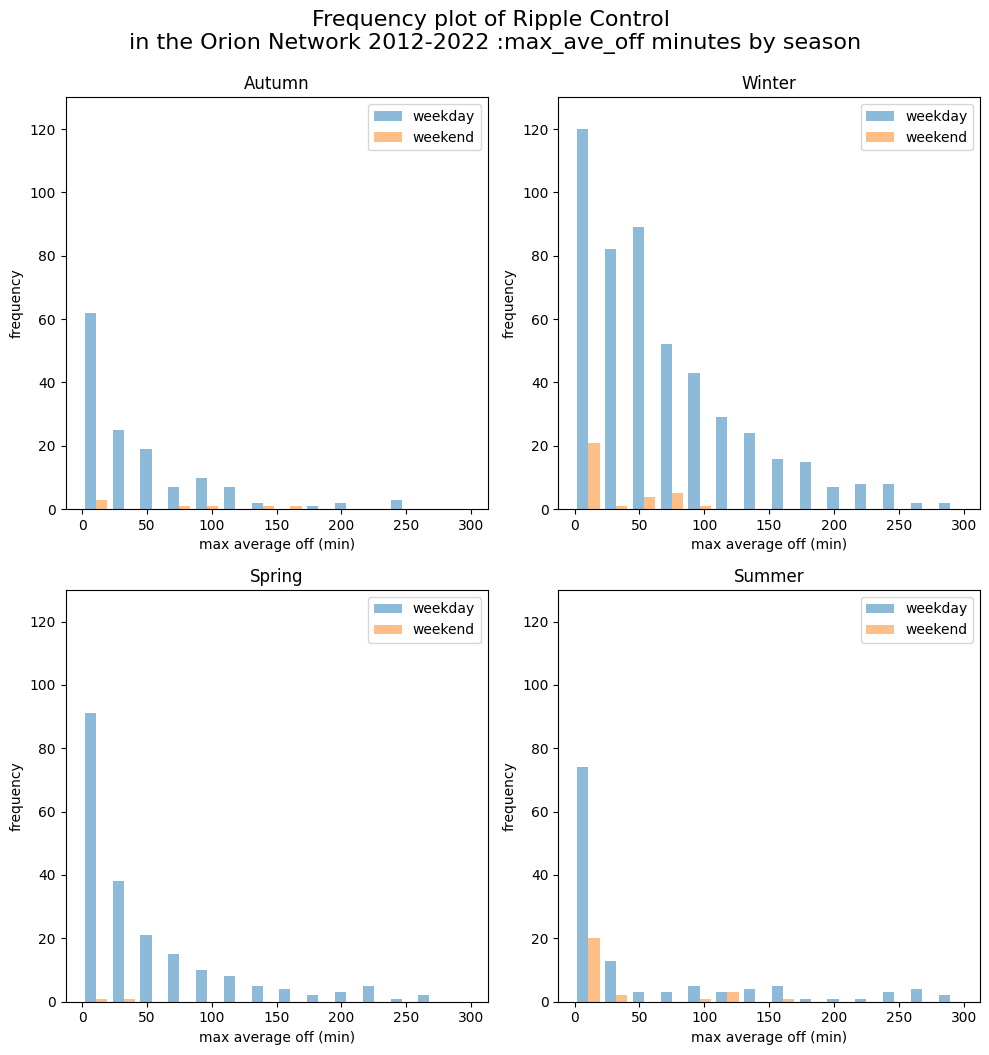 Frequency plot of Ripple Control
in the Orion Network 2012-2022 :max_ave_off minutes by season
Autumn
weekday
weekend
frequency
0
20
40
60
80
100
120
0 50 100 150 200 250 300
max average off (min)
Winter
weekday
weekend
frequency
0
20
40
60
80
100
120
0 50 100 150 200 250 300
max average off (min)
Spring
weekday
weekend
frequency
0
20
40
60
80
100
120
0 50 100 150 200 250 300
max average off (min)
Summer
weekday
weekend
frequency
0
20
40
60
80
100
120
0 50 100 150 200 250 300
max average off (min)